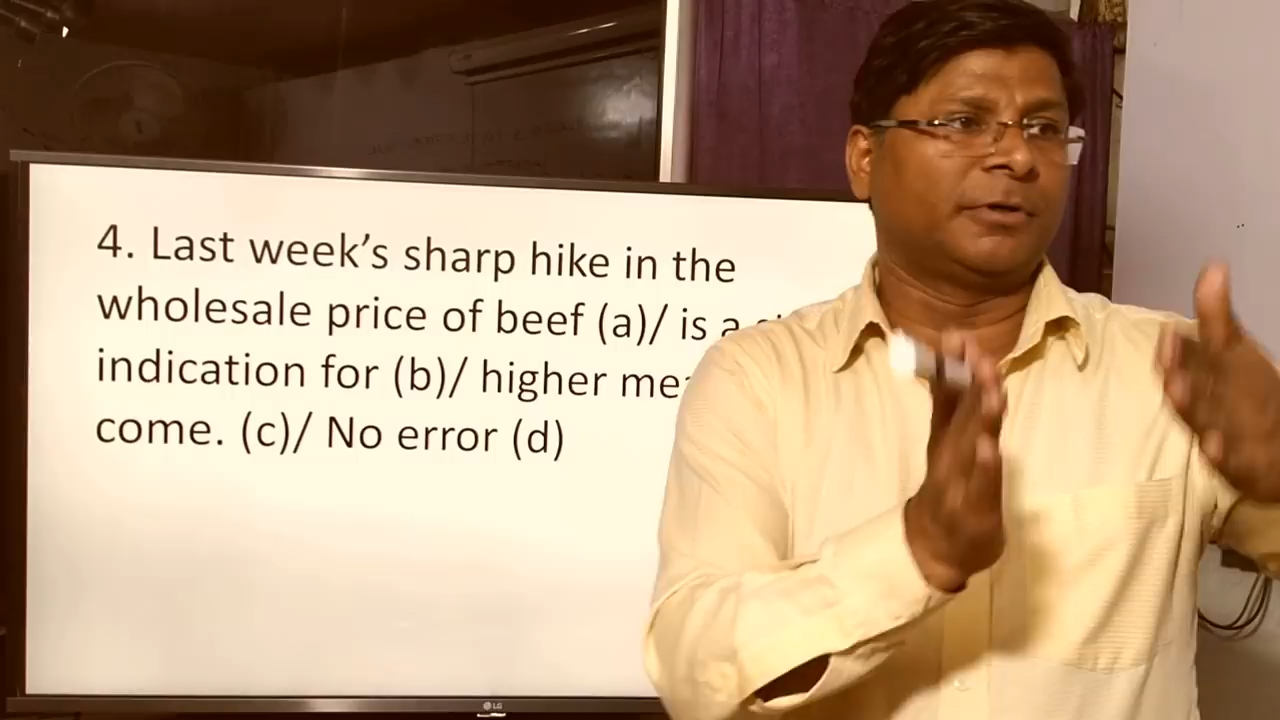 4. Last week's sharp hike in the
wholesale price of beef (a)/ is a
indication for (b)/ higher
come. (c)/ No error (d)
LG